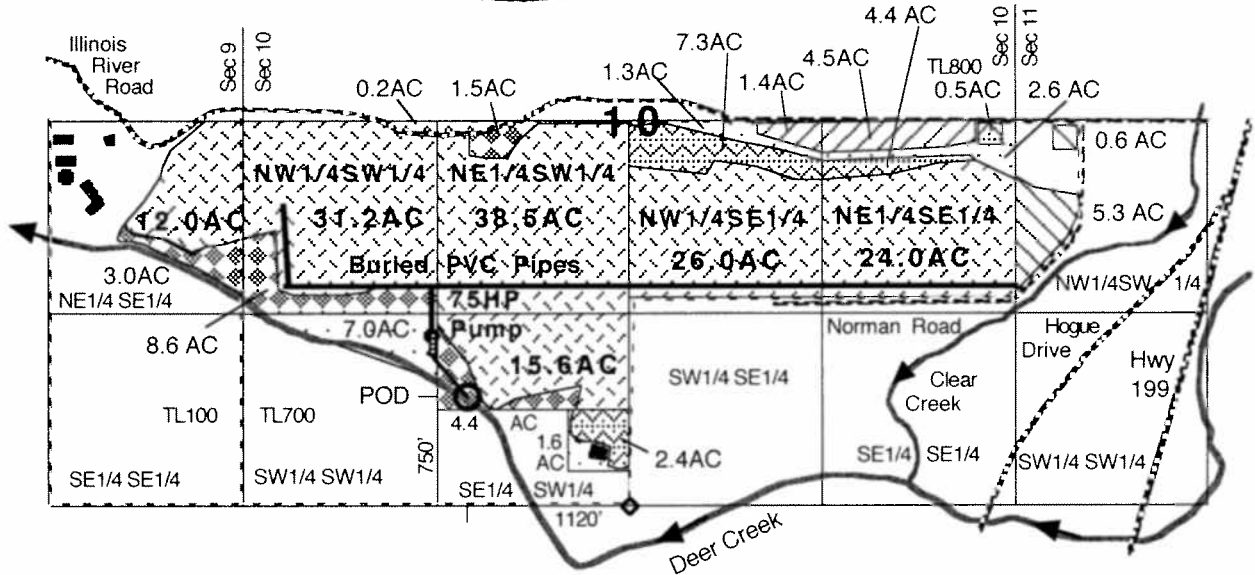 Illinois
River
Road
Sec 9
Sec 10
0.2AC
1.5AC
10
1.3AC
7.3AC
1.4AC
4.5AC
4.4 AC
TL800
0.5AC
Sec 10
Sec 11
2.6 AC
0.6 AC
5.3 AC
NW1/4SW1/4
NE1/4SW1/4
12.0AC
31.2AC
38.5AC
NW1/4SE1/4
NE1/4SE1/4
26.0AC
24.0AC
Buried PVC Pipes
3.0AC
NE1/4 SE1/4
NW1/4SW 1/4
8.6 AC
7.0AC
7.5HP
Pump
15.6AC
Norman Road
Hogue
Drive
Hwy
199
SW1/4 SE1/4
Clear
Creek
POD
TL100
TL700
4.4
AC
1.6
AC
2.4AC
750'
SE1/4 SE1/4
SW1/4 SW1/4
SE1/4 SW1/4
1120'
SE1/4 SE1/4
SW1/4 SW1/4
Deer Creek